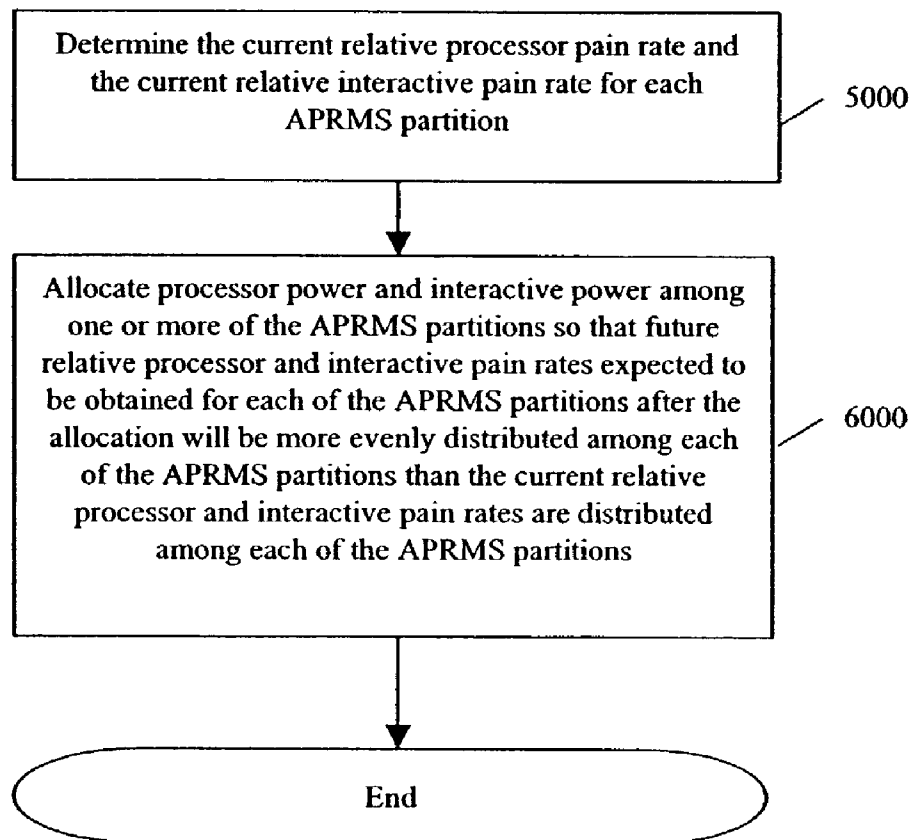 Determine the current relative processor pain rate and
the current relative interactive pain rate for each
APRMS partition
5000
Allocate processor power and interactive power among
one or more of the APRMS partitions so that future
relative processor and interactive pain rates expected to
be obtained for each of the APRMS partitions after the
allocation will be more evenly distributed among each
of the APRMS partitions than the current relative
processor and interactive pain rates are distributed
among each of the APRMS partitions
6000
End